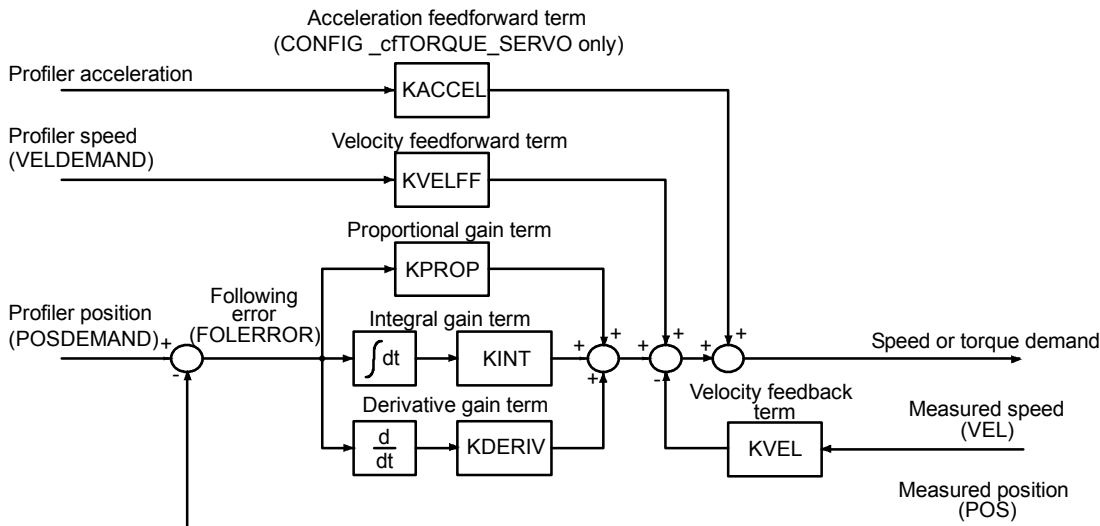 Acceleration feedforward term
(CONFIG _cfTORQUE_SERVO only)
Profiler acceleration
KACCEL
+
Profiler speed
(VELDEMAND)
Velocity feedforward term
KVELFF
+
Proportional gain term
KPROP
+
Profiler position
(POSDEMAND)
+
-
Following
error
(FOLERROR)
Integral gain term
∫dt
KINT
+
+
+
+
Speed or torque demand
Derivative gain term
d
dt
KDERIV
+
-
Velocity feedback
term
KVEL
Measured speed
(VEL)
Measured position
(POS)